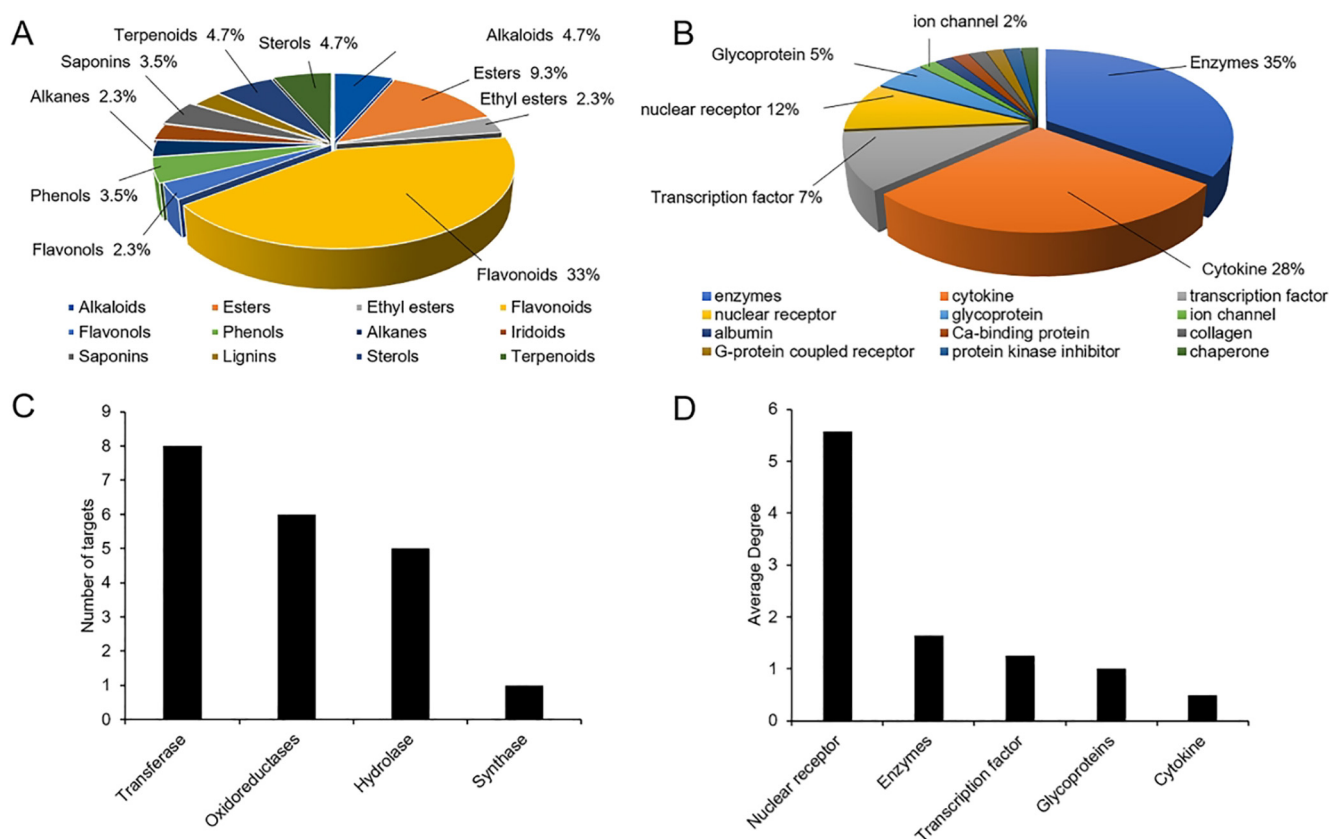 A
Terpenoids 4.7%
Sterols 4.7%
Alkaloids 4.7%
Saponins 3.5%
Esters 9.3%
Alkanes 2.3%
Ethyl esters 2.3%
Phenols 3.5%
Flavonols 2.3%
Flavonoids 33%
Alkaloids Esters Ethyl esters Flavonoids
Flavonols Phenols Alkanes Iridoids
Saponins Lignins Sterols Terpenoids
B
ion channel 2%
Glycoprotein 5%
Enzymes 35%
nuclear receptor 12%
Transcription factor 7%
Cytokine 28%
enzymes cytokine transcription factor
nuclear receptor glycoprotein ion channel
albumin Ca-binding protein collagen
G-protein coupled receptor protein kinase inhibitor chaperone
C
Number of targets
9
8
7
6
5
4
3
2
1
0
Transferase
Oxidoreductases
Hydrolase
Synthase
D
Average Degree
6
5
4
3
2
1
0
Nuclear receptor
Enzymes
Transcription factor
Glycoproteins
Cytokine